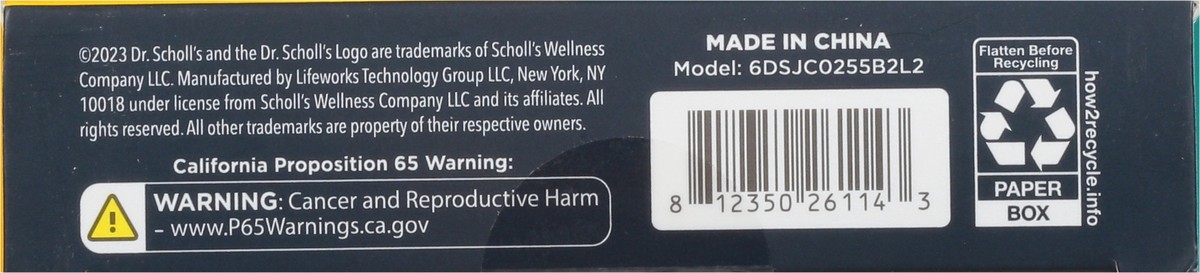 ©2023 Dr. Scholl's and the Dr. Scholl's Logo are trademarks of Scholl's Wellness
Company LLC. Manufactured by Lifeworks Technology Group LLC, New York, NY
10018 under license from Scholl's Wellness Company LLC and its affiliates. All
rights reserved. All other trademarks are property of their respective owners.
California Proposition 65 Warning:
WARNING: Cancer and Reproductive Harm
– www.P65Warnings.ca.gov
MADE IN CHINA
Model: 6DSJC0255B2L2
8 12350 26114 3
Flatten Before
Recycling
PAPER
BOX
how2recycle.info